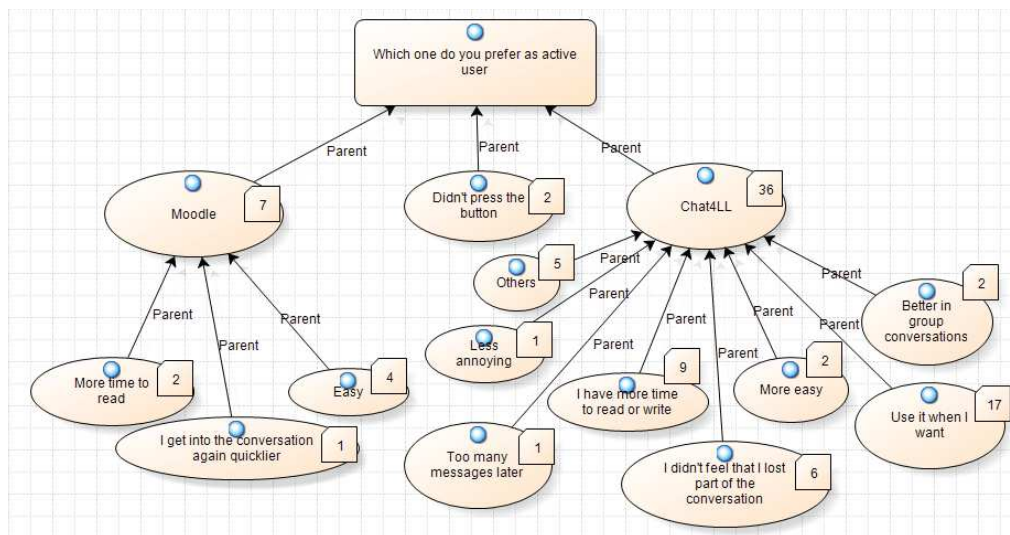 Which one do you prefer as active
user
Parent
Parent
Parent
Moodle
7
Didn't press the
button
2
Chat4LL
36
Others
5
Parent
Less
annoying
1
Parent
Too many
messages later
1
Parent
I have more time
to read or write
9
Parent
I didn't feel that I lost
part of the
conversation
6
Parent
More easy
2
Parent
Use it when I
want
17
Parent
Better in
group
conversations
2
Parent
Parent
Parent
More time to
read
2
I get into the conversation
again quicklier
1
Easy
4